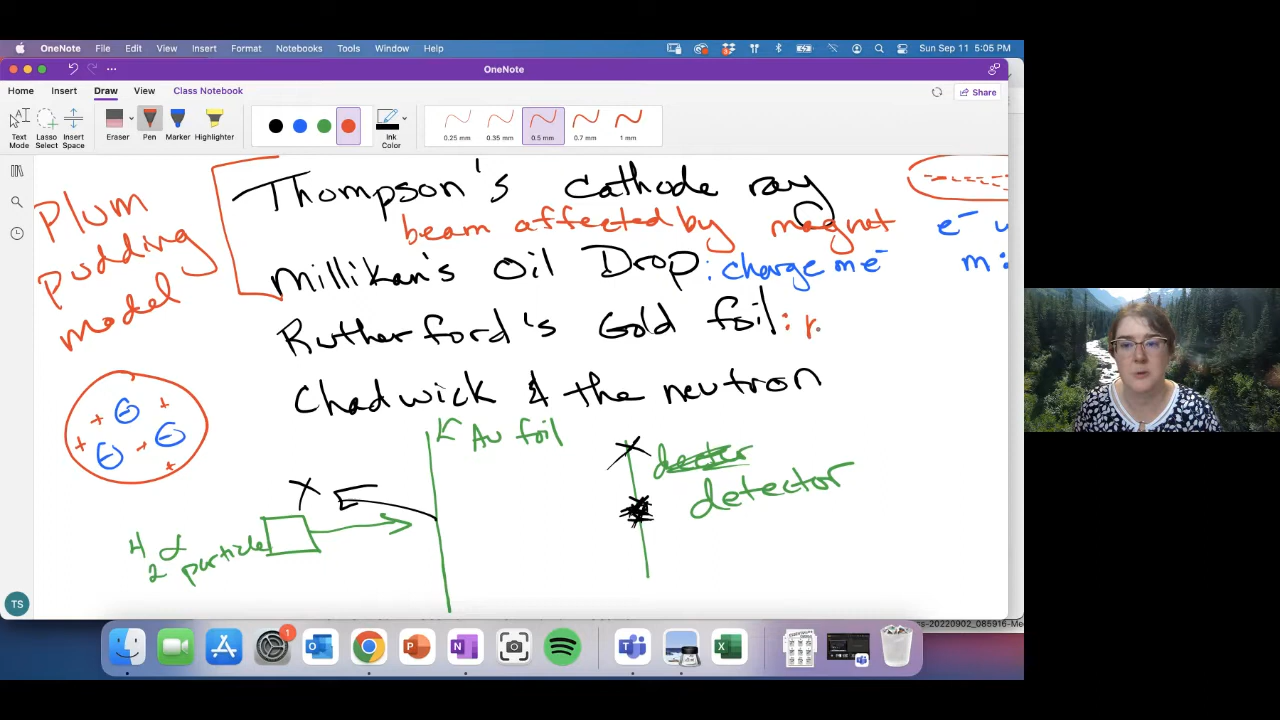 OneNote File Edit View Insert Format Notebooks Tools Window Help Sun Sep 11 5:05 PM
OneNote
Home Insert Draw View Class Notebook Share
Text Mode Lasso Select Insert Space Eraser Pen Marker Highlighter 0.25 mm 0.35 mm 0.5 mm 0.7 mm 1 mm Ink Color
Thompson's Cathode ray
beam affected by magnet e-
Millikan's Oil Drop : charge m e- m :
Rutherford's Gold foil : r
Chadwick & the neutron
Plum
pudding
model
Au foil
detector
4
2 α particle
TS